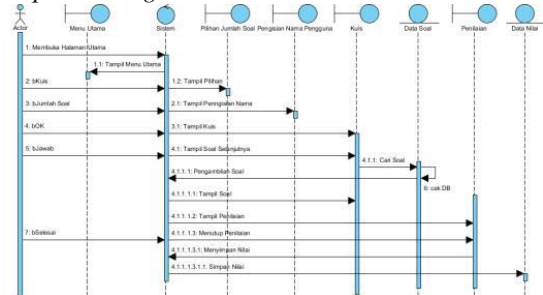 Actor
Menu Utama
Sistem
Pilihan Jumlah Soal
Pengisian Nama Pengguna
Kuis
Data Soal
Penilaian
Data Nilai
1: Membuka Halaman Utama
1.1: Tampil Menu Utama
2: bKuis
1.2: Tampil Pilihan
3: bJumlah Soal
2.1: Tampil Pengisian Nama
4: bOK
3.1: Tampil Kuis
5: bJawab
4.1: Tampil Soal Selanjutnya
4.1.1: Cari Soal
4.1.1.1: Pengambilan Soal
6: cek DB
4.1.1.1.1: Tampil Soal
4.1.1.1.2: Tampil Penilaian
7: bSelesai
4.1.1.1.3: Menutup Penilaian
4.1.1.1.3.1: Menyimpan Nilai
4.1.1.1.3.1.1: Simpan Nilai